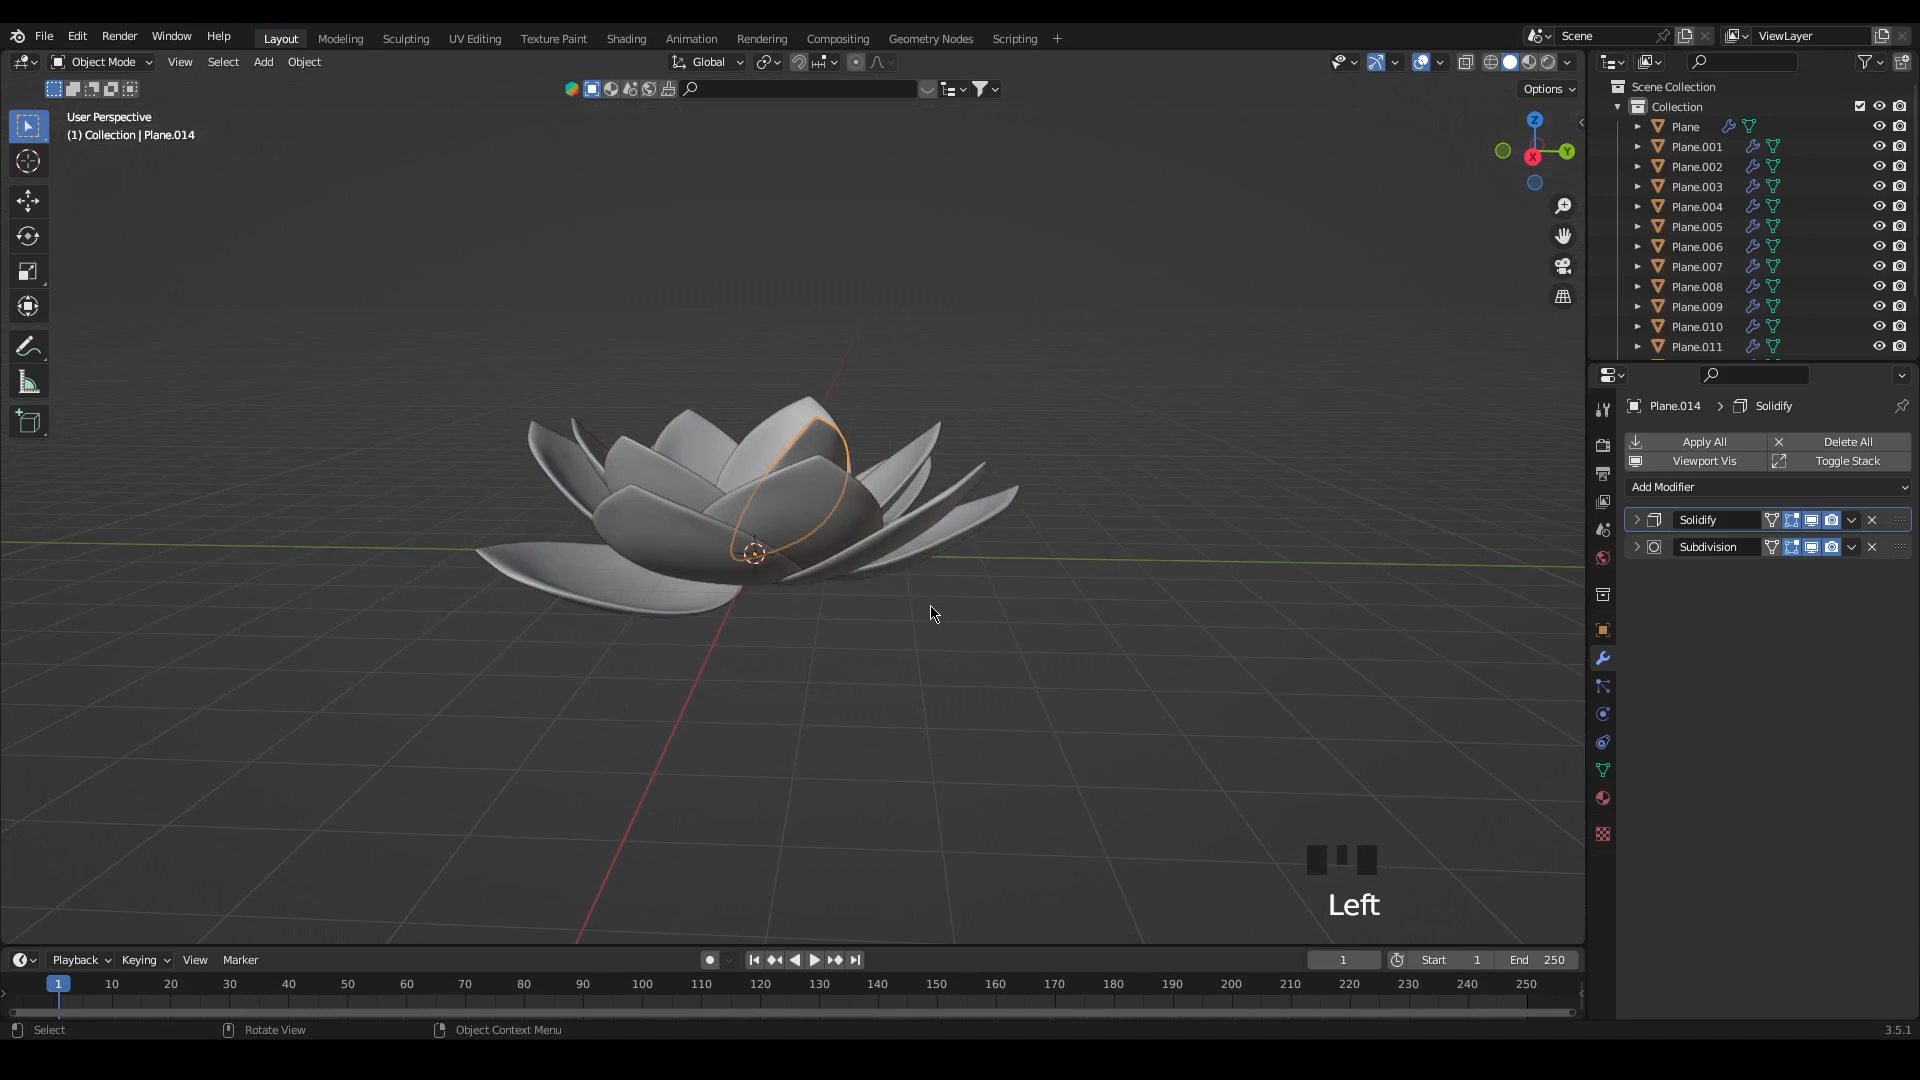 File Edit Render Window Help Layout Modeling Sculpting UV Editing Texture Paint Shading Animation Rendering Compositing Geometry Nodes Scripting + Scene ViewLayer
Object Mode View Select Add Object Global
Options
User Perspective
(1) Collection | Plane.014
Z
Y
X
Scene Collection
Collection
Plane
Plane.001
Plane.002
Plane.003
Plane.004
Plane.005
Plane.006
Plane.007
Plane.008
Plane.009
Plane.010
Plane.011
Plane.014 > Solidify
Apply All Delete All
Viewport Vis Toggle Stack
Add Modifier
Solidify
Subdivision
Left
Playback Keying View Marker 1 Start 1 End 250
1 10 20 30 40 50 60 70 80 90 100 110 120 130 140 150 160 170 180 190 200 210 220 230 240 250
Select Rotate View Object Context Menu 3.5.1